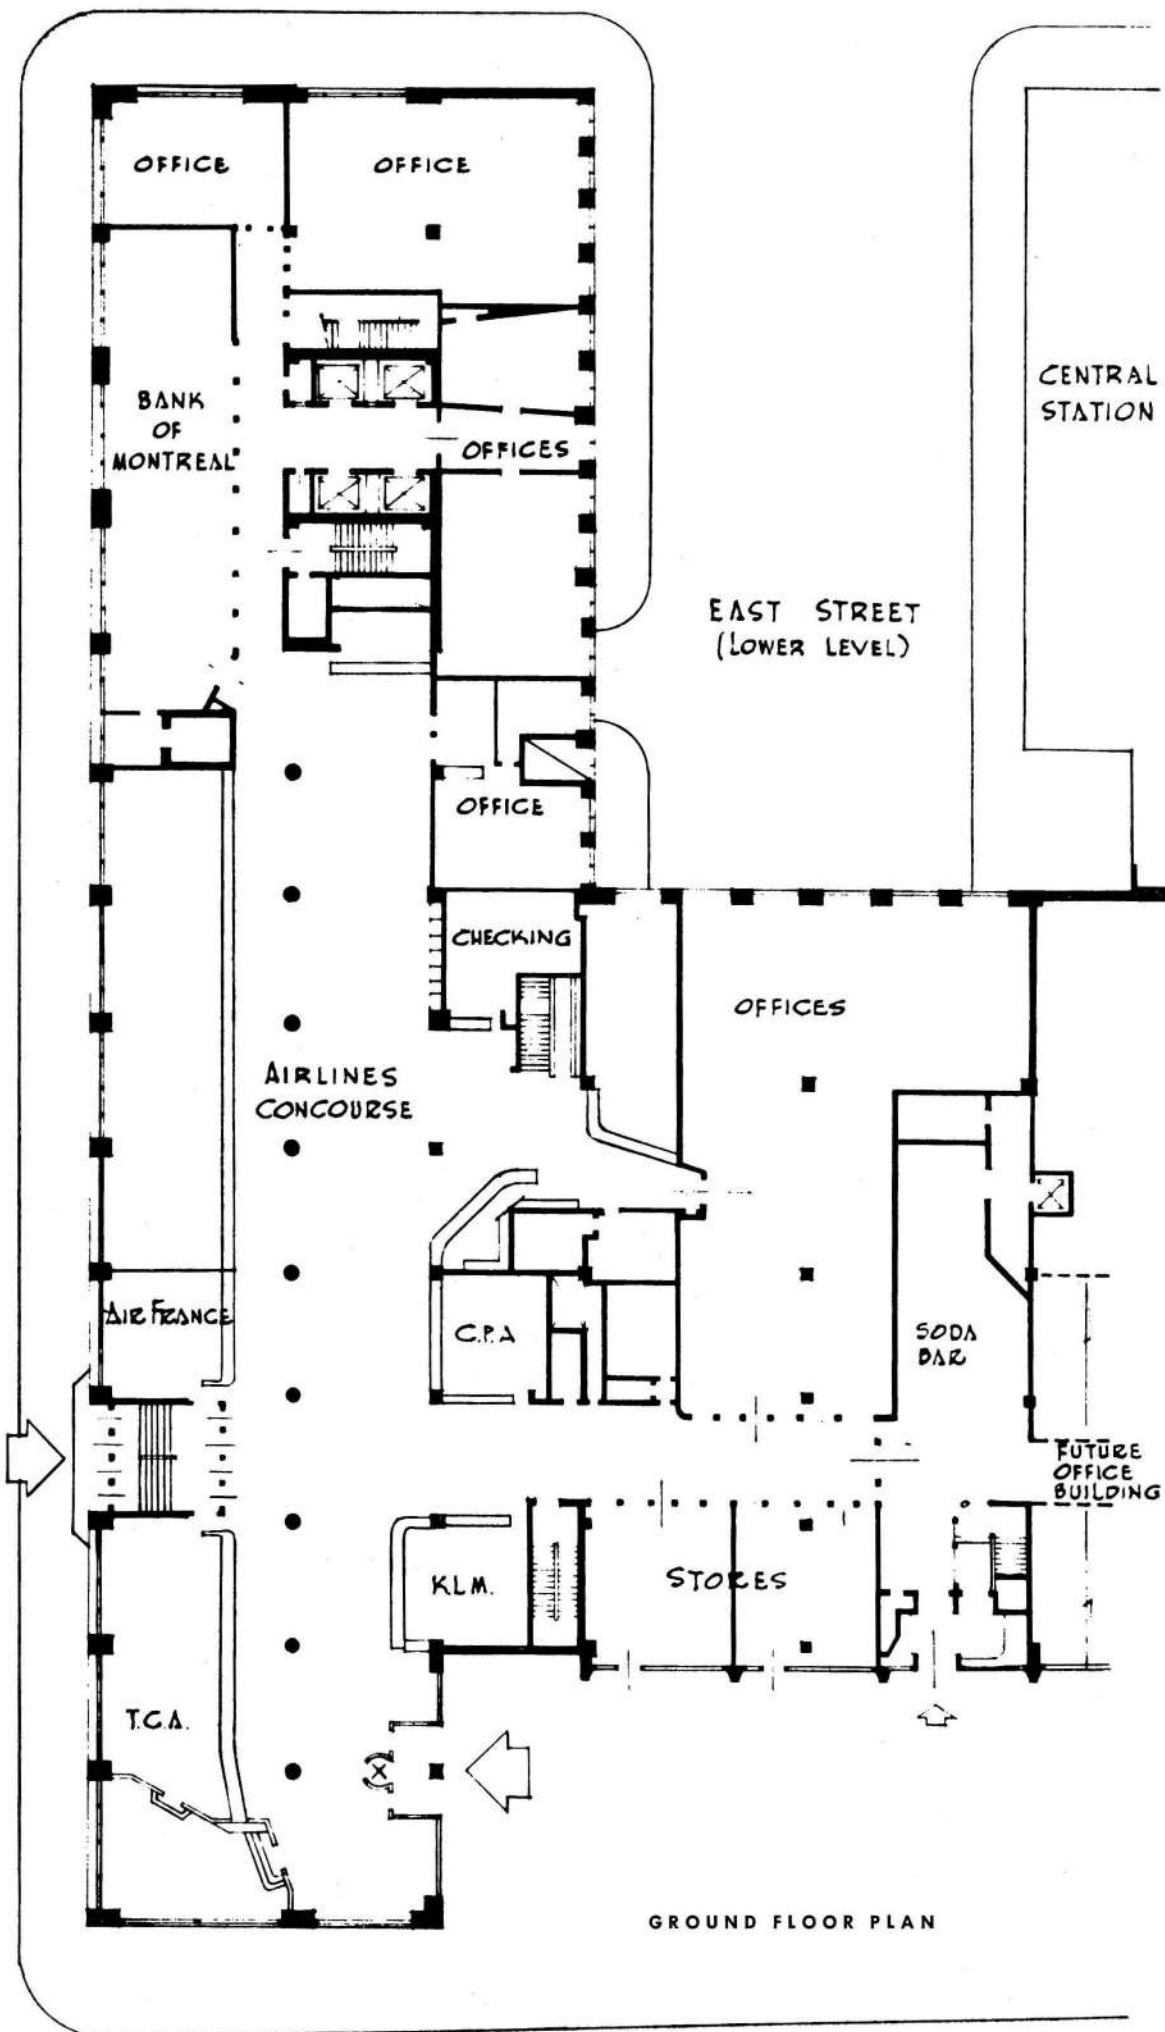 OFFICE
OFFICE
CENTRAL
STATION
BANK
OF
MONTREAL
OFFICES
EAST STREET
(LOWER LEVEL)
OFFICE
CHECKING
OFFICES
AIRLINES
CONCOURSE
AIR FRANCE
C.P.A
SODA
BAR
FUTURE
OFFICE
BUILDING
K.L.M.
STORES
T.C.A.
GROUND FLOOR PLAN